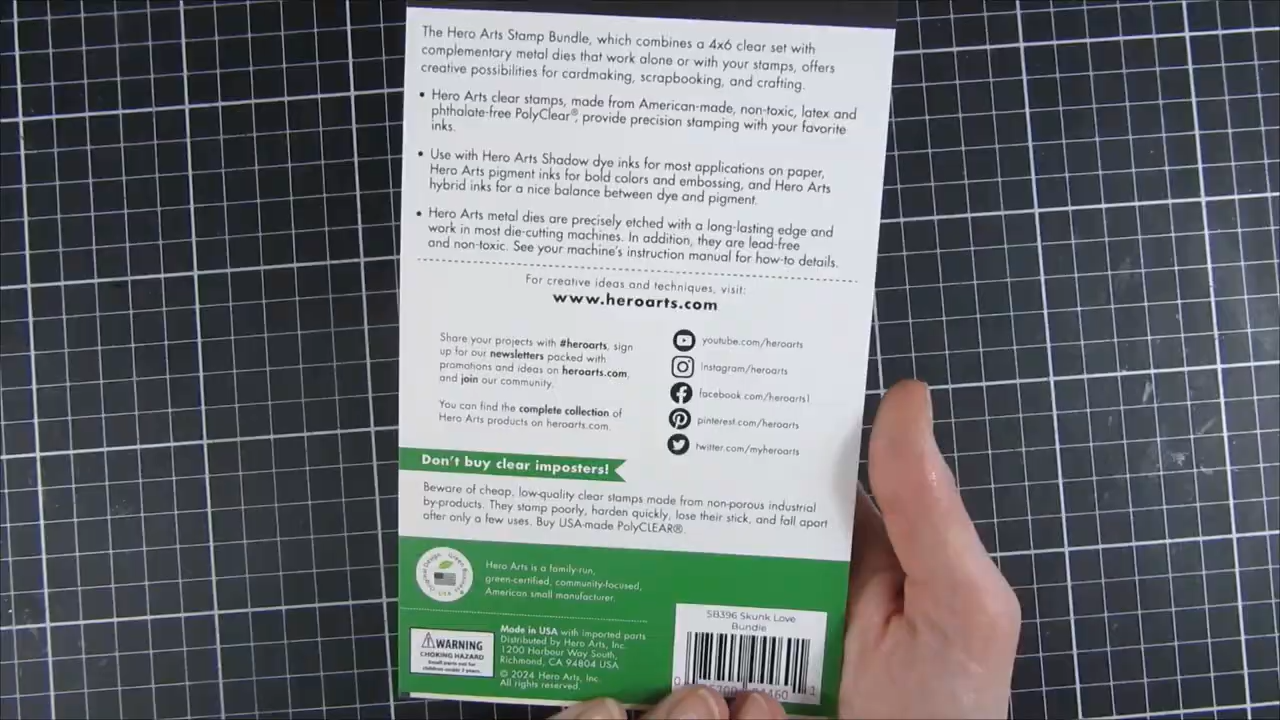 The Hero Arts Stamp Bundle, which combines a 4x6 clear set with
complementary metal dies that work alone or with your stamps, offers
creative possibilities for cardmaking, scrapbooking, and crafting.
• Hero Arts clear stamps, made from American-made, non-toxic, latex and
phthalate-free PolyClear®, provide precision stamping with your favorite
inks.
• Use with Hero Arts Shadow dye inks for most applications on paper,
Hero Arts pigment inks for bold colors and embossing, and Hero Arts
hybrid inks for a nice balance between dye and pigment.
• Hero Arts metal dies are precisely etched with a long-lasting edge and
work in most die-cutting machines. In addition, they are lead-free
and non-toxic. See your machine's instruction manual for how-to details.
For creative ideas and techniques, visit:
www.heroarts.com
Share your projects with #heroarts, sign
up for our newsletters packed with
promotions and ideas on heroarts.com,
and join our community.
You can find the complete collection of
Hero Arts products on heroarts.com.
youtube.com/heroarts
instagram/heroarts
facebook.com/heroarts1
pinterest.com/heroarts
twitter.com/myheroarts
Don't buy clear imposters!
Beware of cheap, low-quality clear stamps made from non-porous industrial
by-products. They stamp poorly, harden quickly, lose their stick, and fall apart
after only a few uses. Buy USA-made PolyCLEAR®.
Hero Arts is a family-run,
green-certified, community-focused,
American small manufacturer.
WARNING
CHOKING HAZARD
Small parts not for
children under 3 years.
Made in USA with imported parts
Distributed by Hero Arts, Inc.
1200 Harbour Way South,
Richmond, CA 94804 USA
© 2024 Hero Arts, Inc.
All rights reserved.
SB396 Skunk Love
Bundle